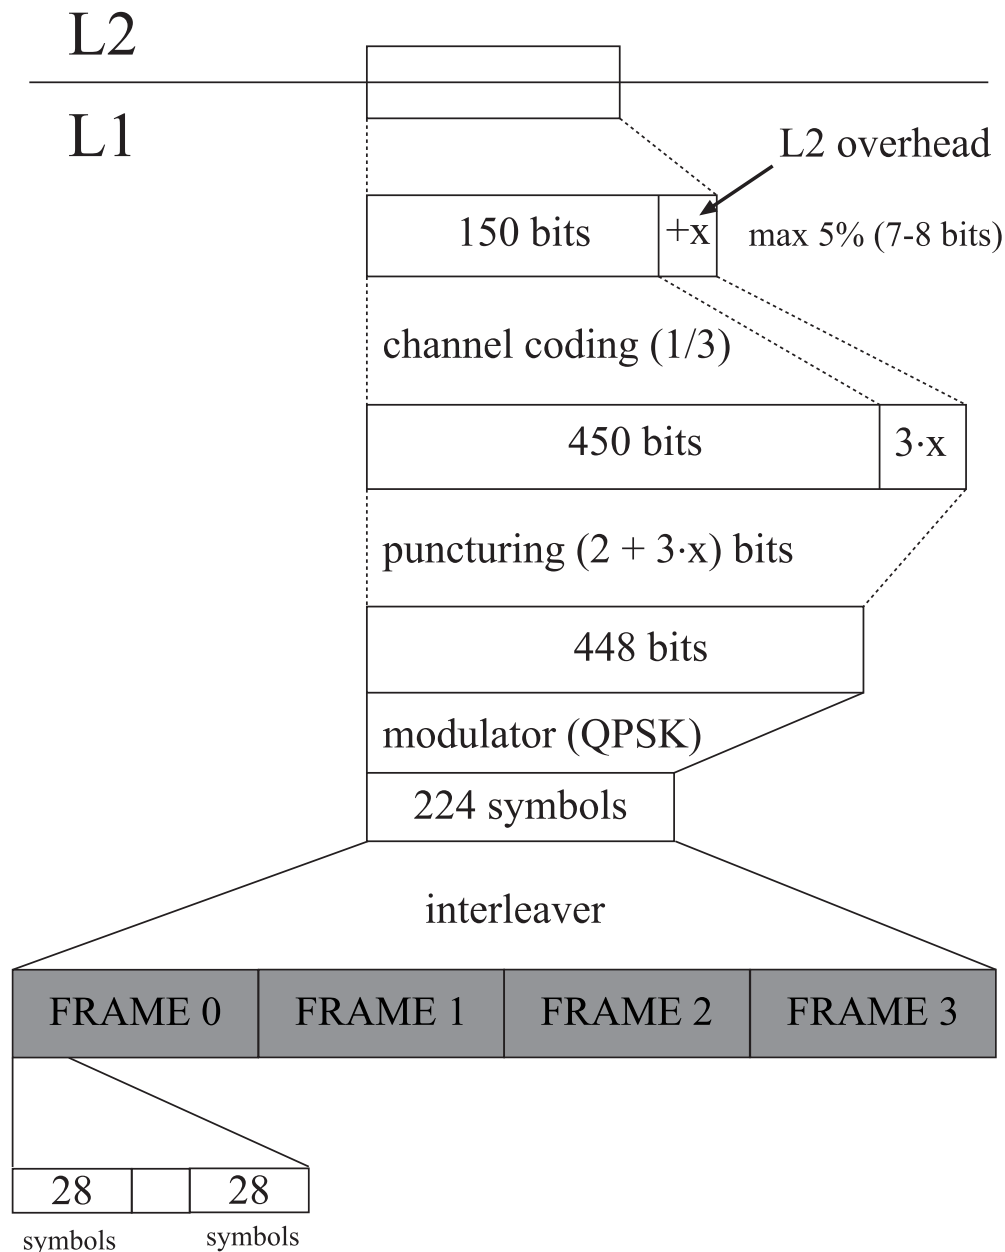 L2
L1
L2 overhead
150 bits
+x
max 5% (7-8 bits)
channel coding (1/3)
450 bits
3·x
puncturing (2 + 3·x) bits
448 bits
modulator (QPSK)
224 symbols
interleaver
FRAME 0
FRAME 1
FRAME 2
FRAME 3
28
28
symbols
symbols